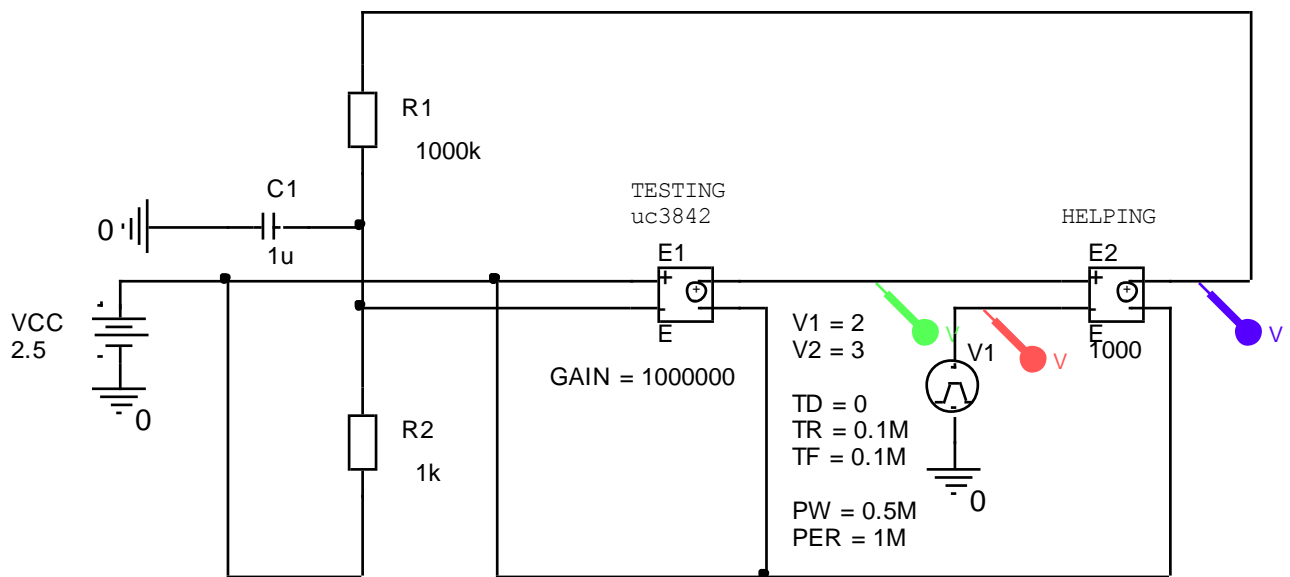 R1
1000k
C1
0
1u
TESTING
uc3842
HELPING
E1
E2
VCC
2.5
0
E
GAIN = 1000000
V1 = 2
V2 = 3
V
V1
V
E
1000
V
TD = 0
TR = 0.1M
TF = 0.1M
0
PW = 0.5M
PER = 1M
R2
1k